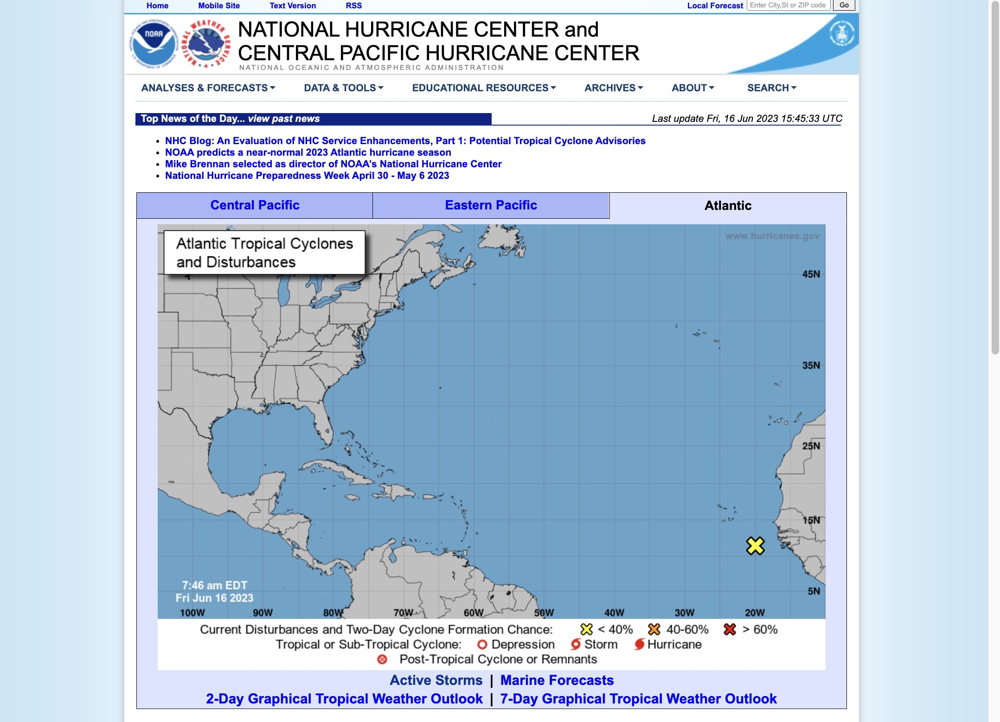 Home Mobile Site Text Version RSS Local Forecast Enter City,St or ZIP code Go
NOAA
NATIONAL WEATHER SERVICE
NATIONAL HURRICANE CENTER and
CENTRAL PACIFIC HURRICANE CENTER
NATIONAL OCEANIC AND ATMOSPHERIC ADMINISTRATION
ANALYSES & FORECASTS DATA & TOOLS EDUCATIONAL RESOURCES ARCHIVES ABOUT SEARCH
Top News of the Day... view past news Last update Fri, 16 Jun 2023 15:45:33 UTC
NHC Blog: An Evaluation of NHC Service Enhancements, Part 1: Potential Tropical Cyclone Advisories
NOAA predicts a near-normal 2023 Atlantic hurricane season
Mike Brennan selected as director of NOAA’s National Hurricane Center
National Hurricane Preparedness Week April 30 - May 6 2023
Central Pacific Eastern Pacific Atlantic
www.hurricanes.gov
Atlantic Tropical Cyclones
and Disturbances
45N
35N
25N
15N
7:46 am EDT
5N
Fri Jun 16 2023
100W 90W 80W 70W 60W 50W 40W 30W 20W
Current Disturbances and Two-Day Cyclone Formation Chance: < 40% 40-60% > 60%
Tropical or Sub-Tropical Cyclone: Depression Storm Hurricane
Post-Tropical Cyclone or Remnants
Active Storms | Marine Forecasts
2-Day Graphical Tropical Weather Outlook | 7-Day Graphical Tropical Weather Outlook